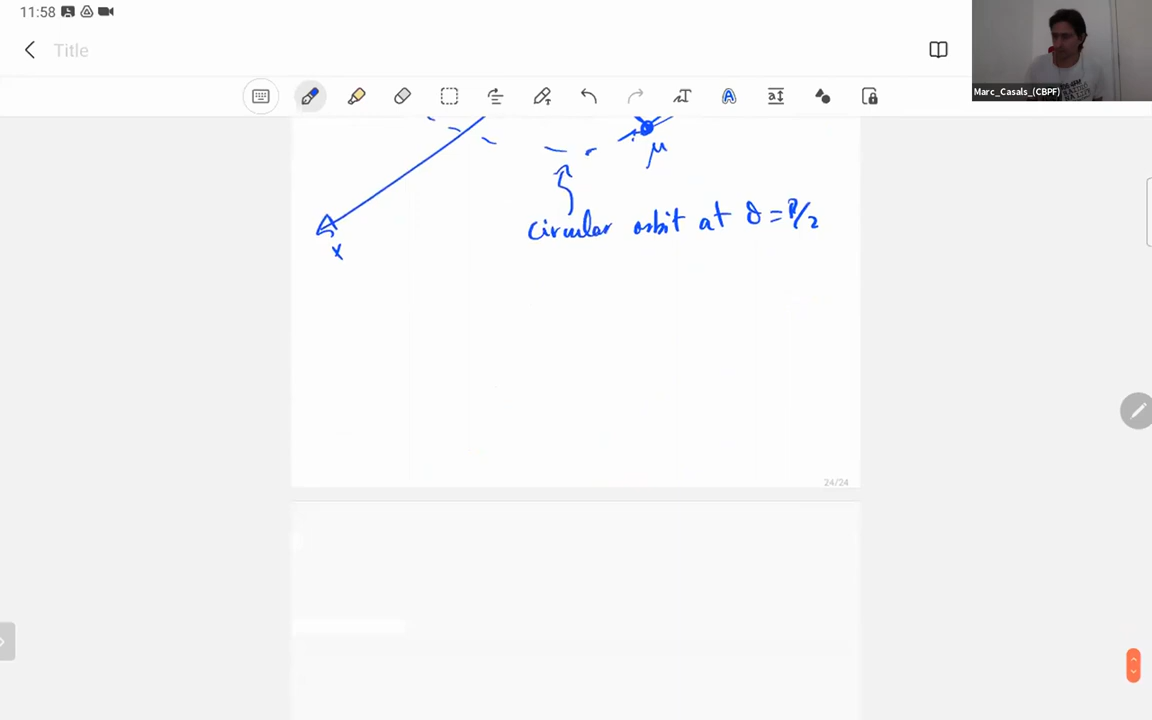 11:58
Title
Marc_Casals_(CBPF)
μ
circular orbit at θ = π/2
x
24/24